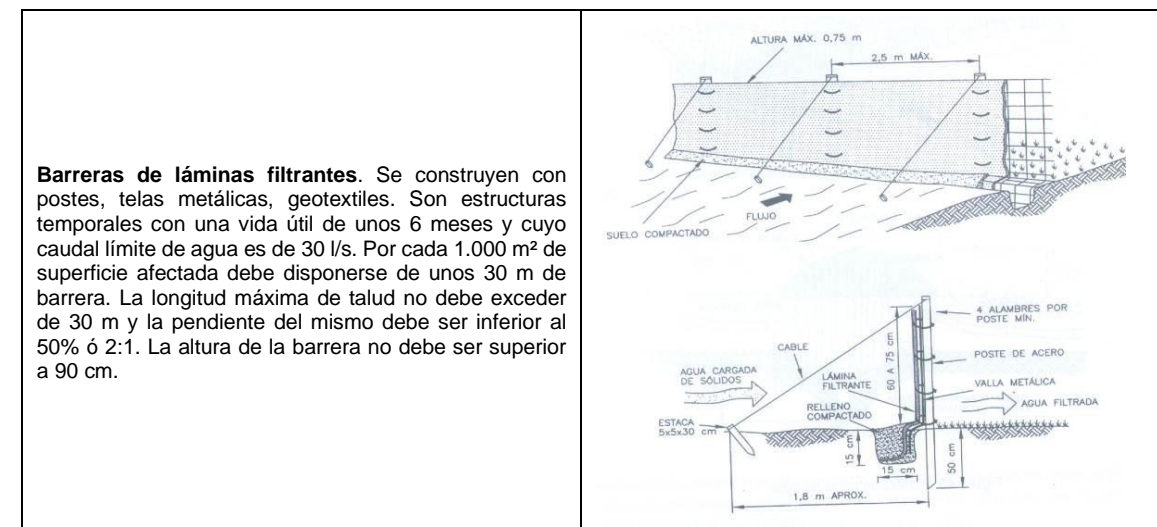 Barreras de láminas filtrantes. Se construyen con
postes, telas metálicas, geotextiles. Son estructuras
temporales con una vida útil de unos 6 meses y cuyo
caudal límite de agua es de 30 l/s. Por cada 1.000 m² de
superficie afectada debe disponerse de unos 30 m de
barrera. La longitud máxima de talud no debe exceder
de 30 m y la pendiente del mismo debe ser inferior al
50% ó 2:1. La altura de la barrera no debe ser superior
a 90 cm.
ALTURA MÁX. 0,75 m
2,5 m MÁX.
FLUJO
SUELO COMPACTADO
4 ALAMBRES POR
POSTE MÍN.
CABLE
60 A 75 cm
POSTE DE ACERO
AGUA CARGADA
DE SÓLIDOS
LÁMINA
FILTRANTE
VALLA METÁLICA
AGUA FILTRADA
RELLENO
COMPACTADO
ESTACA
5x5x30 cm
15 cm
15 cm
50 cm
1,8 m APROX.